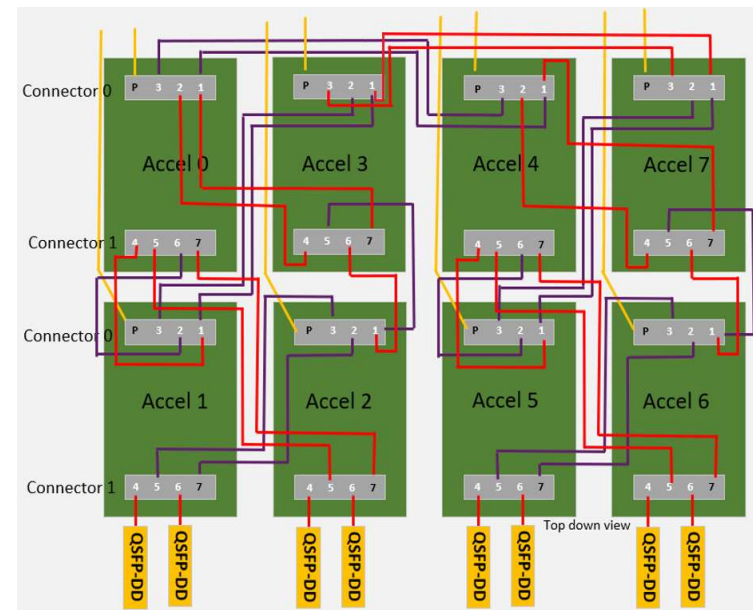 Connector 0
P 3 2 1
P 3 2 1
P 3 2 1
P 3 2 1
Accel 0
Accel 3
Accel 4
Accel 7
Connector 1
4 5 6 7
4 5 6 7
4 5 6 7
4 5 6 7
Connector 0
P 3 2 1
P 3 2 1
P 3 2 1
P 3 2 1
Accel 1
Accel 2
Accel 5
Accel 6
Connector 1
4 5 6 7
4 5 6 7
4 5 6 7
4 5 6 7
Top down view
QSFP-DD
QSFP-DD
QSFP-DD
QSFP-DD
QSFP-DD
QSFP-DD
QSFP-DD
QSFP-DD